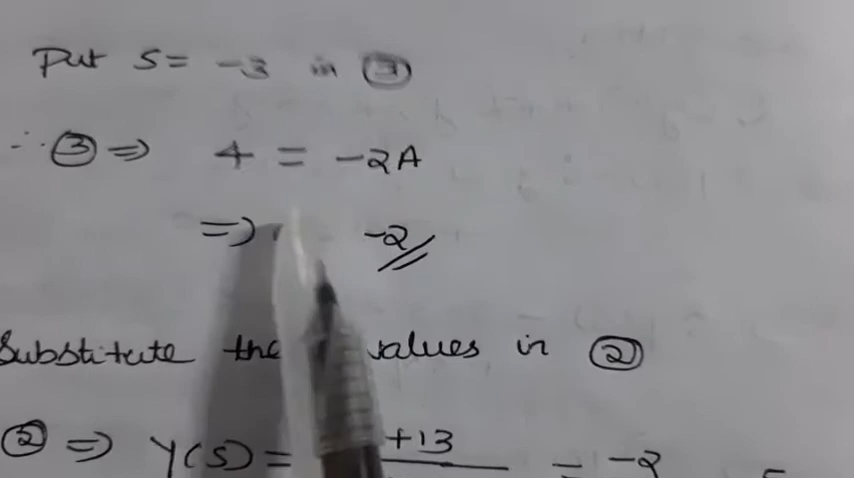 Put S = -3 in ③
∴ ③ ⇒ 4 = -2A
⇒ -2
Substitute the values in ②
② ⇒ Y(S) = +13 = -2